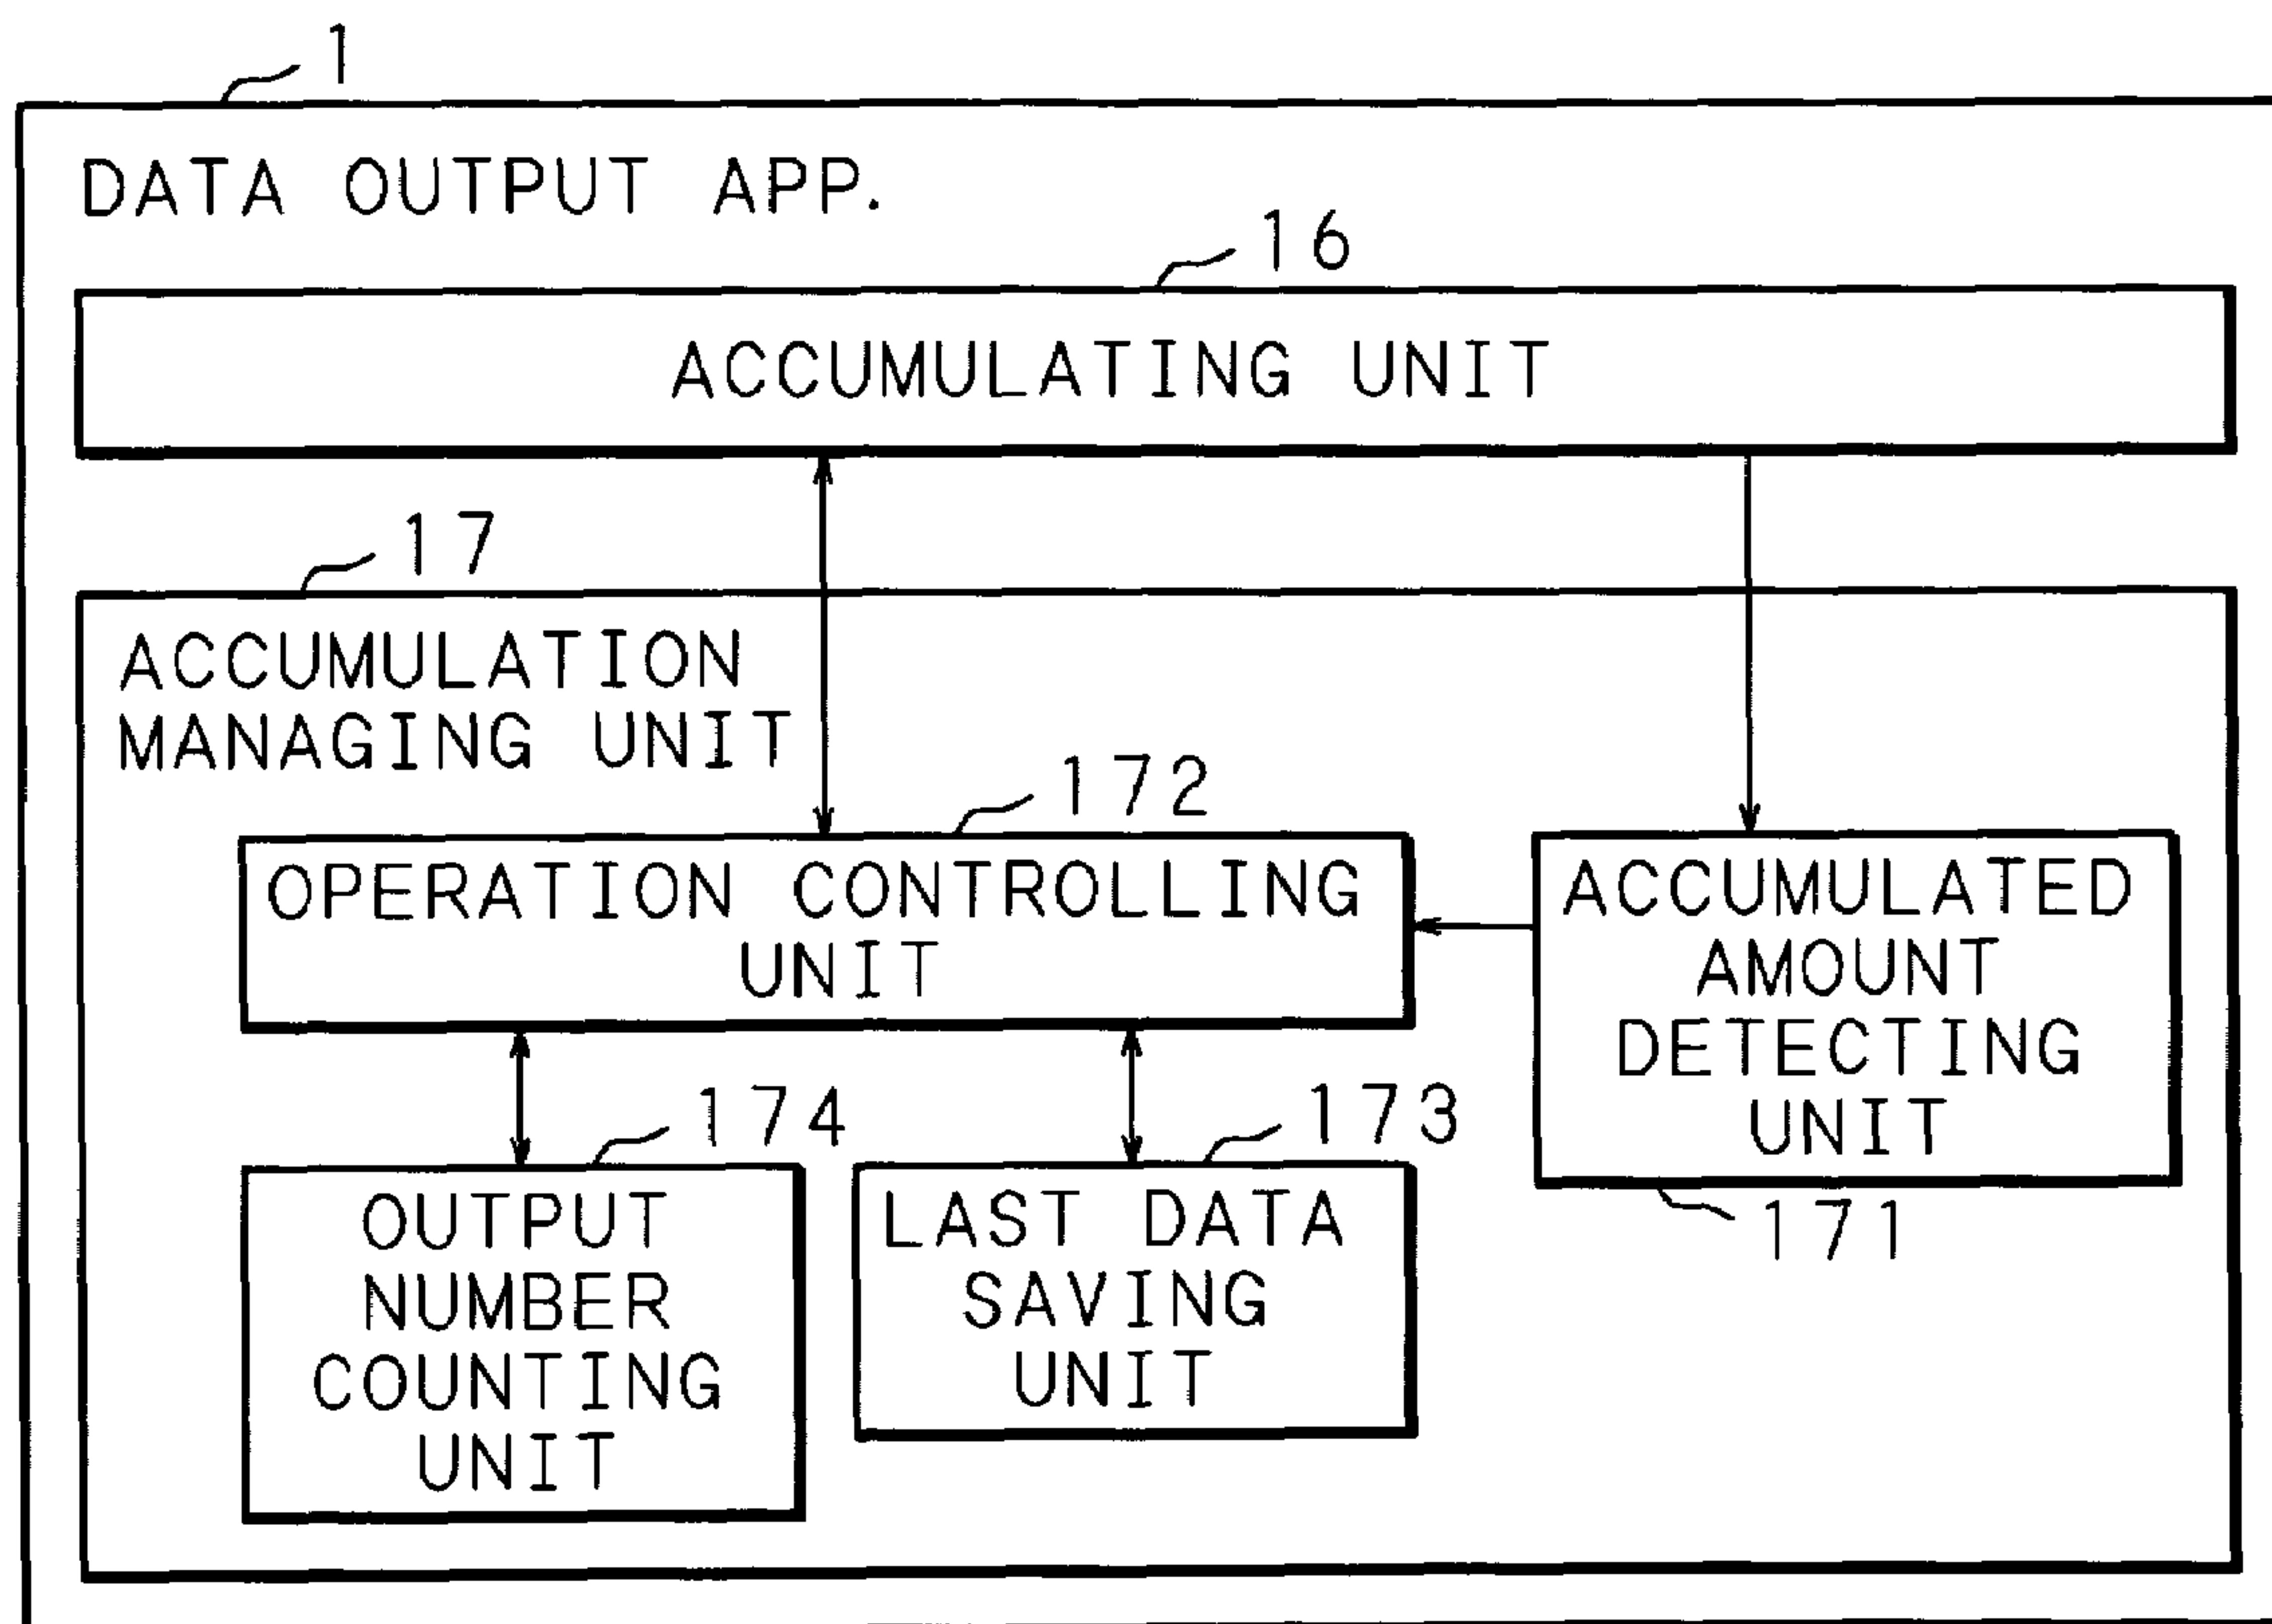 1
DATA OUTPUT APP.
16
ACCUMULATING UNIT
17
ACCUMULATION
MANAGING UNIT
172
OPERATION CONTROLLING
UNIT
ACCUMULATED
AMOUNT
DETECTING
UNIT
171
174
OUTPUT
NUMBER
COUNTING
UNIT
173
LAST DATA
SAVING
UNIT